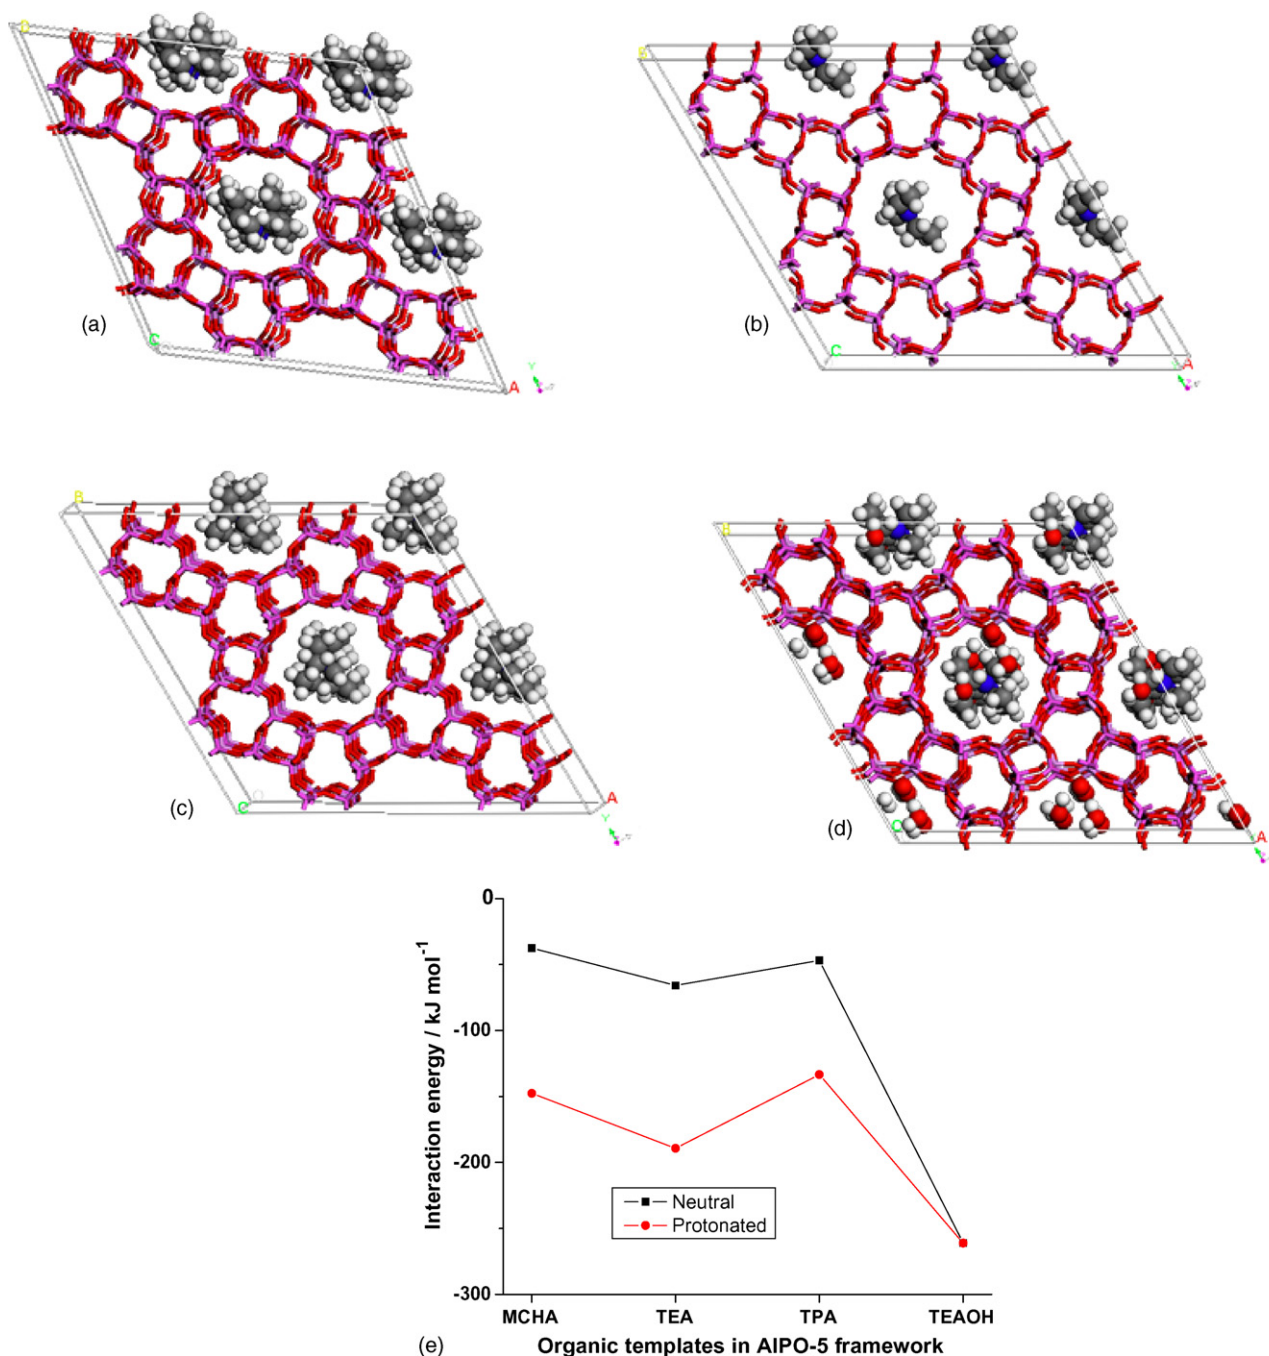 B
(a)
C
A
Y
B
(b)
C
A
B
(c)
C
O
A
Y
B
(d)
A
(e)
0
-100
-200
-300
Interaction energy / kJ mol⁻¹
Neutral
Protonated
MCHA TEA TPA TEAOH
Organic templates in AlPO-5 framework